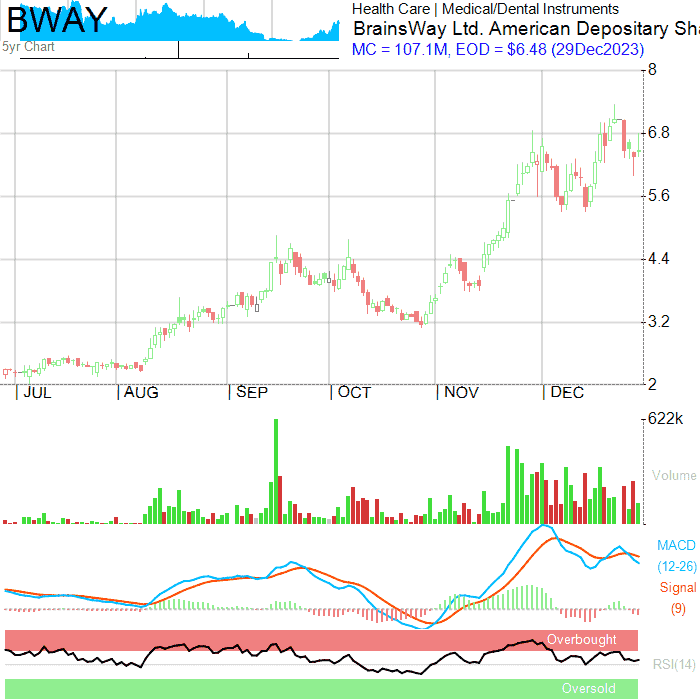 BWAY
5yr Chart
Health Care | Medical/Dental Instruments
BrainsWay Ltd. American Depositary Sha
MC = 107.1M, EOD = $6.48 (29Dec2023)
8
6.8
5.6
4.4
3.2
2
JUL AUG SEP OCT NOV DEC
622k
Volume
MACD
(12-26)
Signal
(9)
Overbought
RSI(14)
Oversold